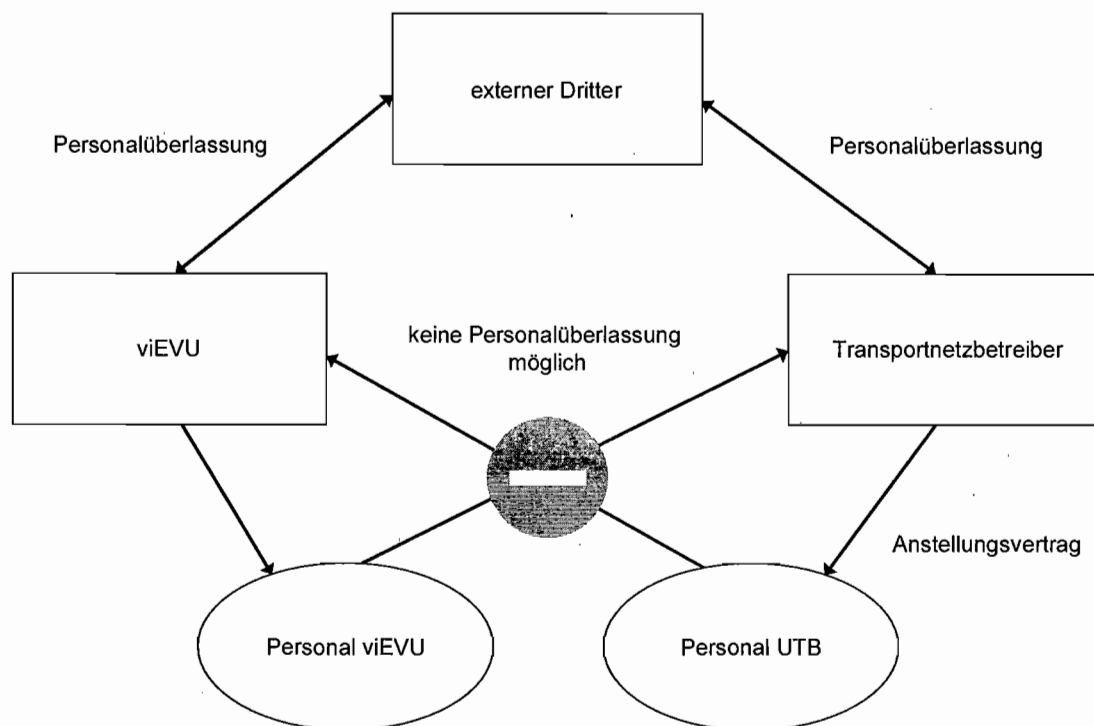 externer Dritter
Personalüberlassung
Personalüberlassung
viEVU
keine Personalüberlassung
möglich
Transportnetzbetreiber
Anstellungsvertrag
Personal viEVU
Personal UTB